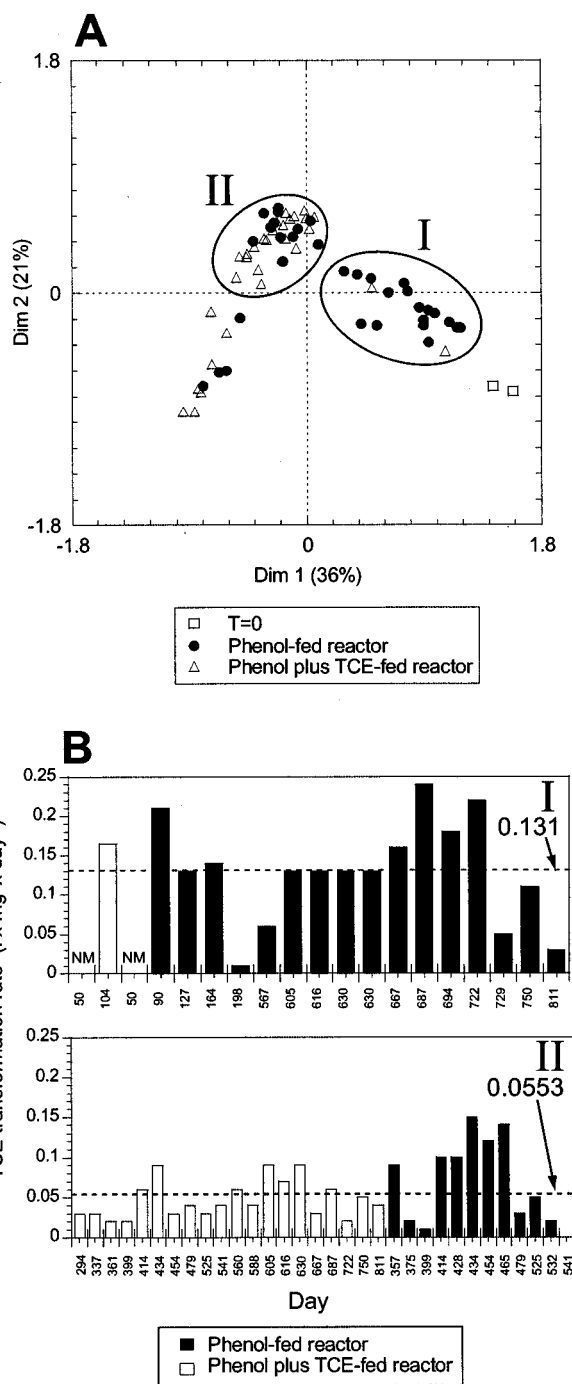 A
1.8
II
I
Dim 2 (21%)
0
-1.8
-1.8 0 1.8
Dim 1 (36%)
T=0
Phenol-fed reactor
Phenol plus TCE-fed reactor
B
0.25
0.2
0.15
0.1
0.05
0
I
0.131
NM
NM
50 104 50 90 127 164 198 567 605 616 630 630 667 687 694 722 729 750 811
0.25
0.2
0.15
0.1
0.05
0
II
0.0553
294 337 361 399 414 434 454 479 525 541 560 588 605 616 630 667 687 722 750 811 357 375 399 414 428 434 454 465 479 525 532 541
Day
Phenol-fed reactor
Phenol plus TCE-fed reactor